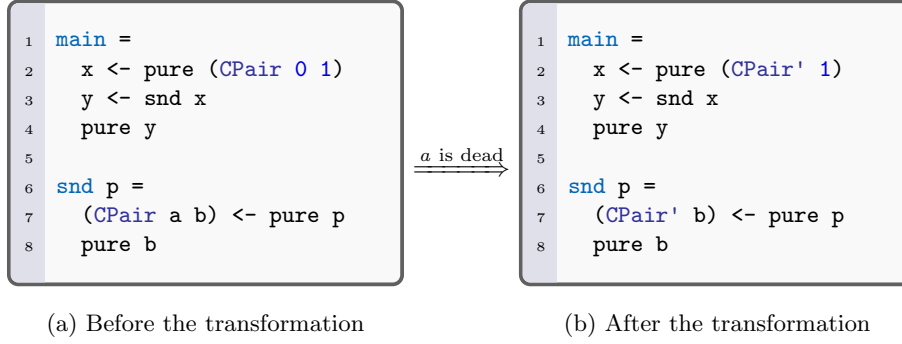 1 main =
2 x <- pure (CPair 0 1)
3 y <- snd x
4 pure y
5
6 snd p =
7 (CPair a b) <- pure p
8 pure b
a is dead
1 main =
2 x <- pure (CPair' 1)
3 y <- snd x
4 pure y
5
6 snd p =
7 (CPair' b) <- pure p
8 pure b
(a) Before the transformation
(b) After the transformation